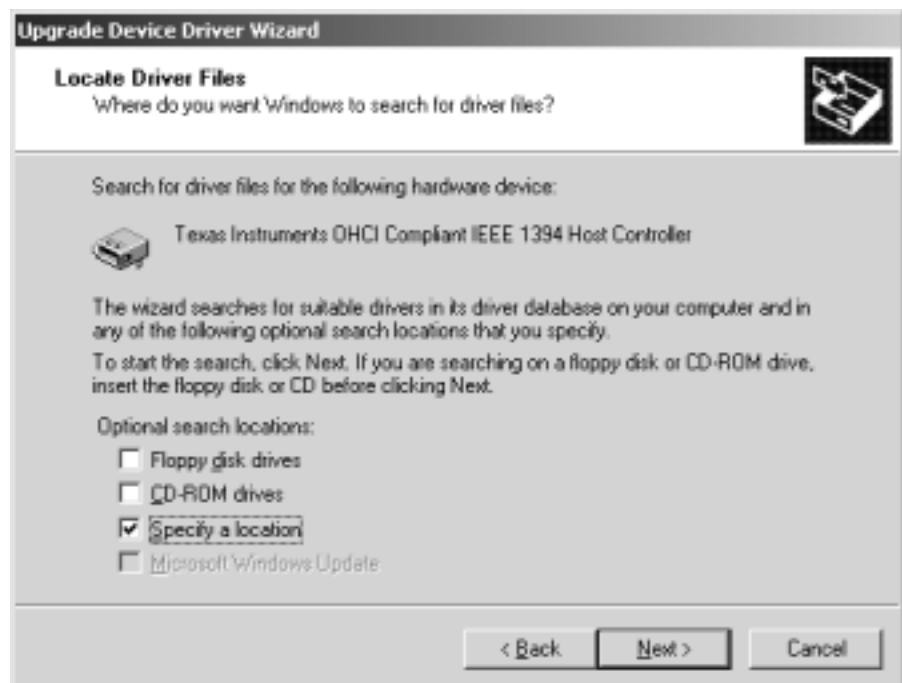 Upgrade Device Driver Wizard
Locate Driver Files
Where do you want Windows to search for driver files?
Search for driver files for the following hardware device:
Texas Instruments OHCI Compliant IEEE 1394 Host Controller
The wizard searches for suitable drivers in its driver database on your computer and in
any of the following optional search locations that you specify.
To start the search, click Next. If you are searching on a floppy disk or CD-ROM drive,
insert the floppy disk or CD before clicking Next.
Optional search locations:
Floppy disk drives
CD-ROM drives
Specify a location
Microsoft Windows Update
< Back
Next >
Cancel